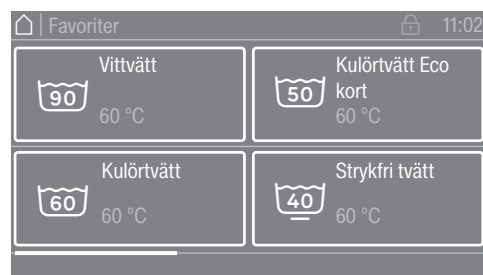 Favoriter 11:02
90 Vittvätt
60 °C
50 Kulörtvätt Eco
kort
60 °C
60 Kulörtvätt
60 °C
40 Strykfri tvätt
60 °C